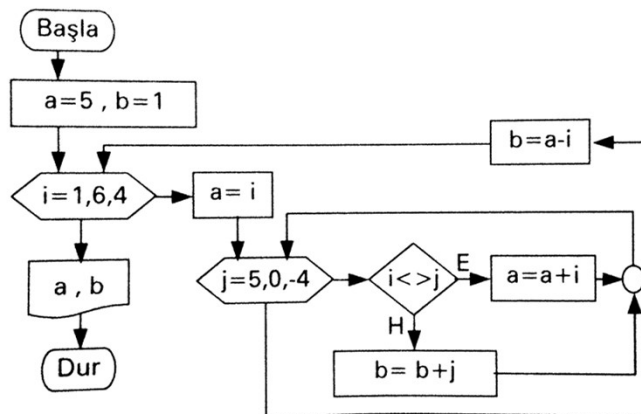 Başla
a=5 , b=1
b=a-i
i=1,6,4
a= i
a , b
j=5,0,-4
i<>j
E
a=a+i
H
b= b+j
Dur